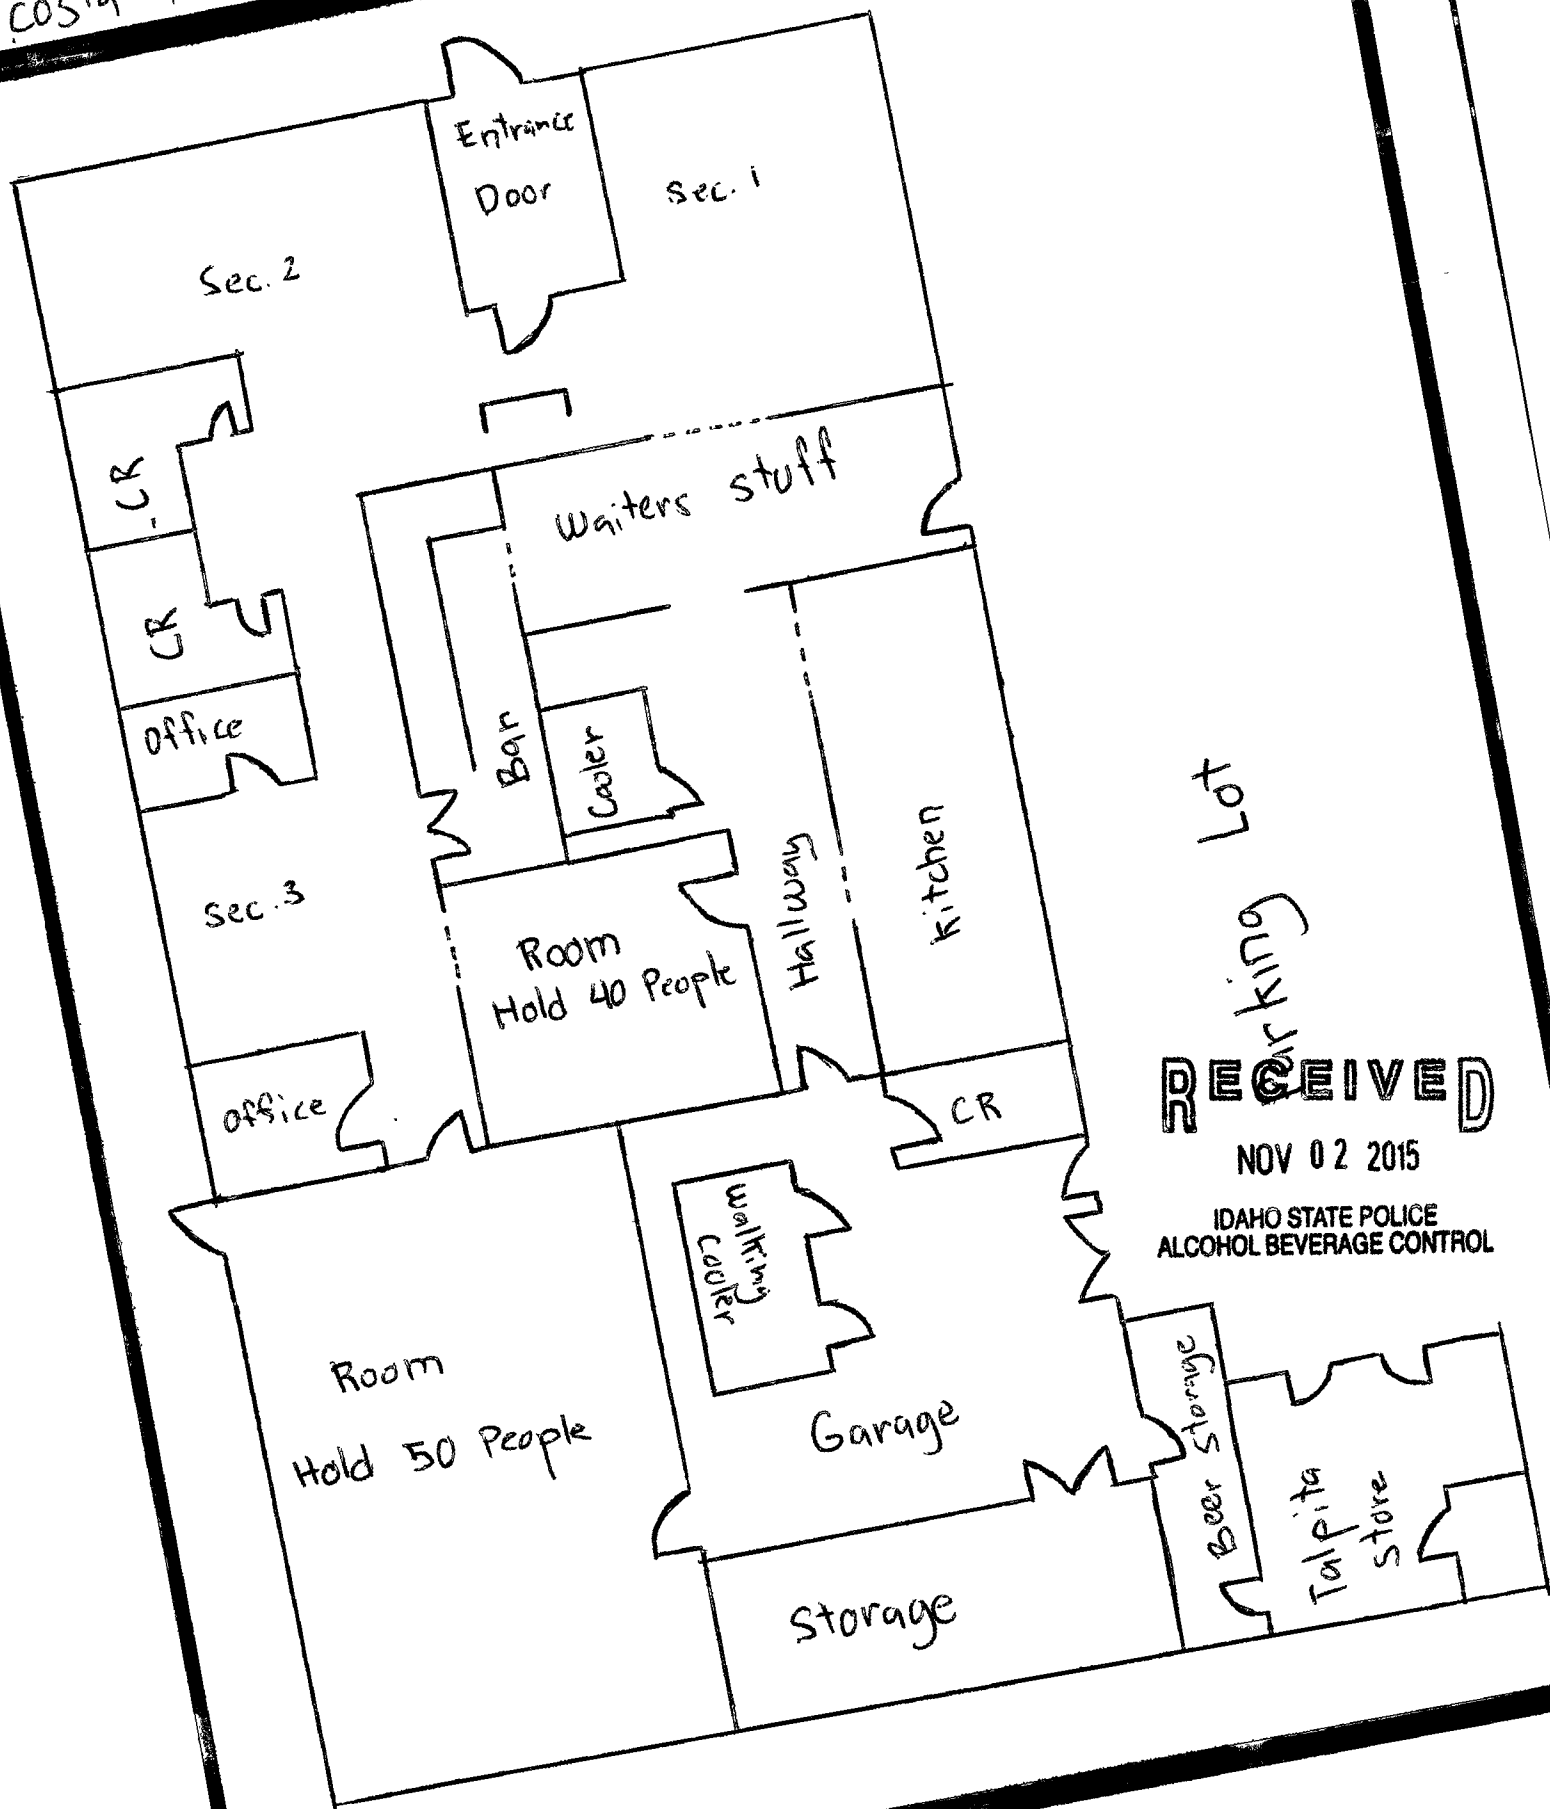 Entrance
Door
Sec. 1
Sec. 2
CR
Waiters stuff
CR
Office
Bar
Cooler
Hallway
Kitchen
Parking Lot
Sec. 3
Room
Hold 40 People
Office
CR
RECEIVED
NOV 02 2015
IDAHO STATE POLICE
ALCOHOL BEVERAGE CONTROL
Walking
Cooler
Room
Hold 50 People
Garage
Beer Storage
Talpita
Store
Storage